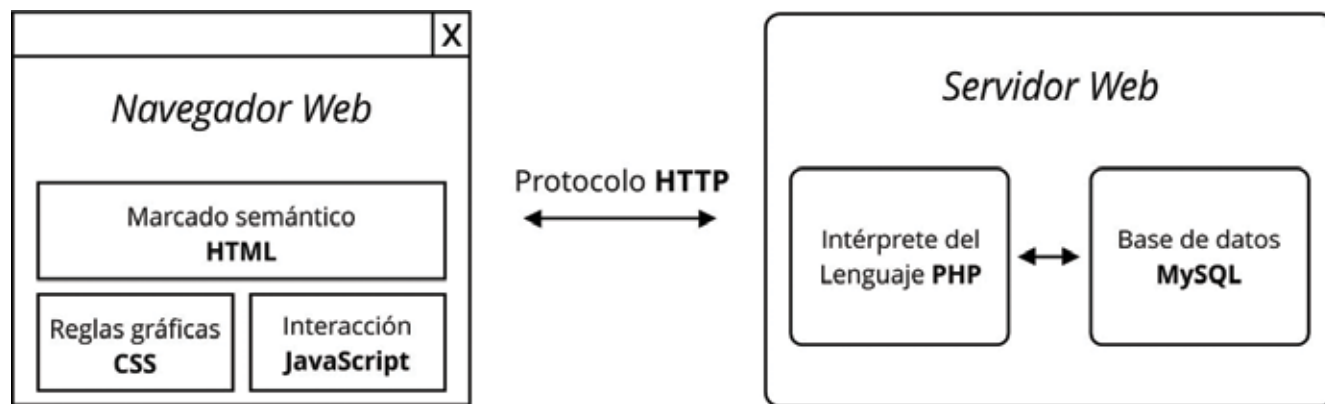 X
Navegador Web
Marcado semántico
HTML
Reglas gráficas
CSS
Interacción
JavaScript
Protocolo HTTP
Servidor Web
Intérprete del
Lenguaje PHP
Base de datos
MySQL